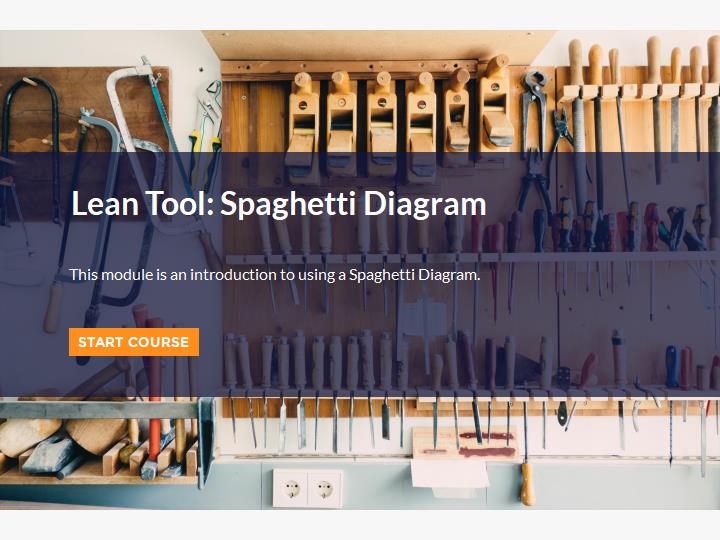 Lean Tool: Spaghetti Diagram
This module is an introduction to using a Spaghetti Diagram.
START COURSE